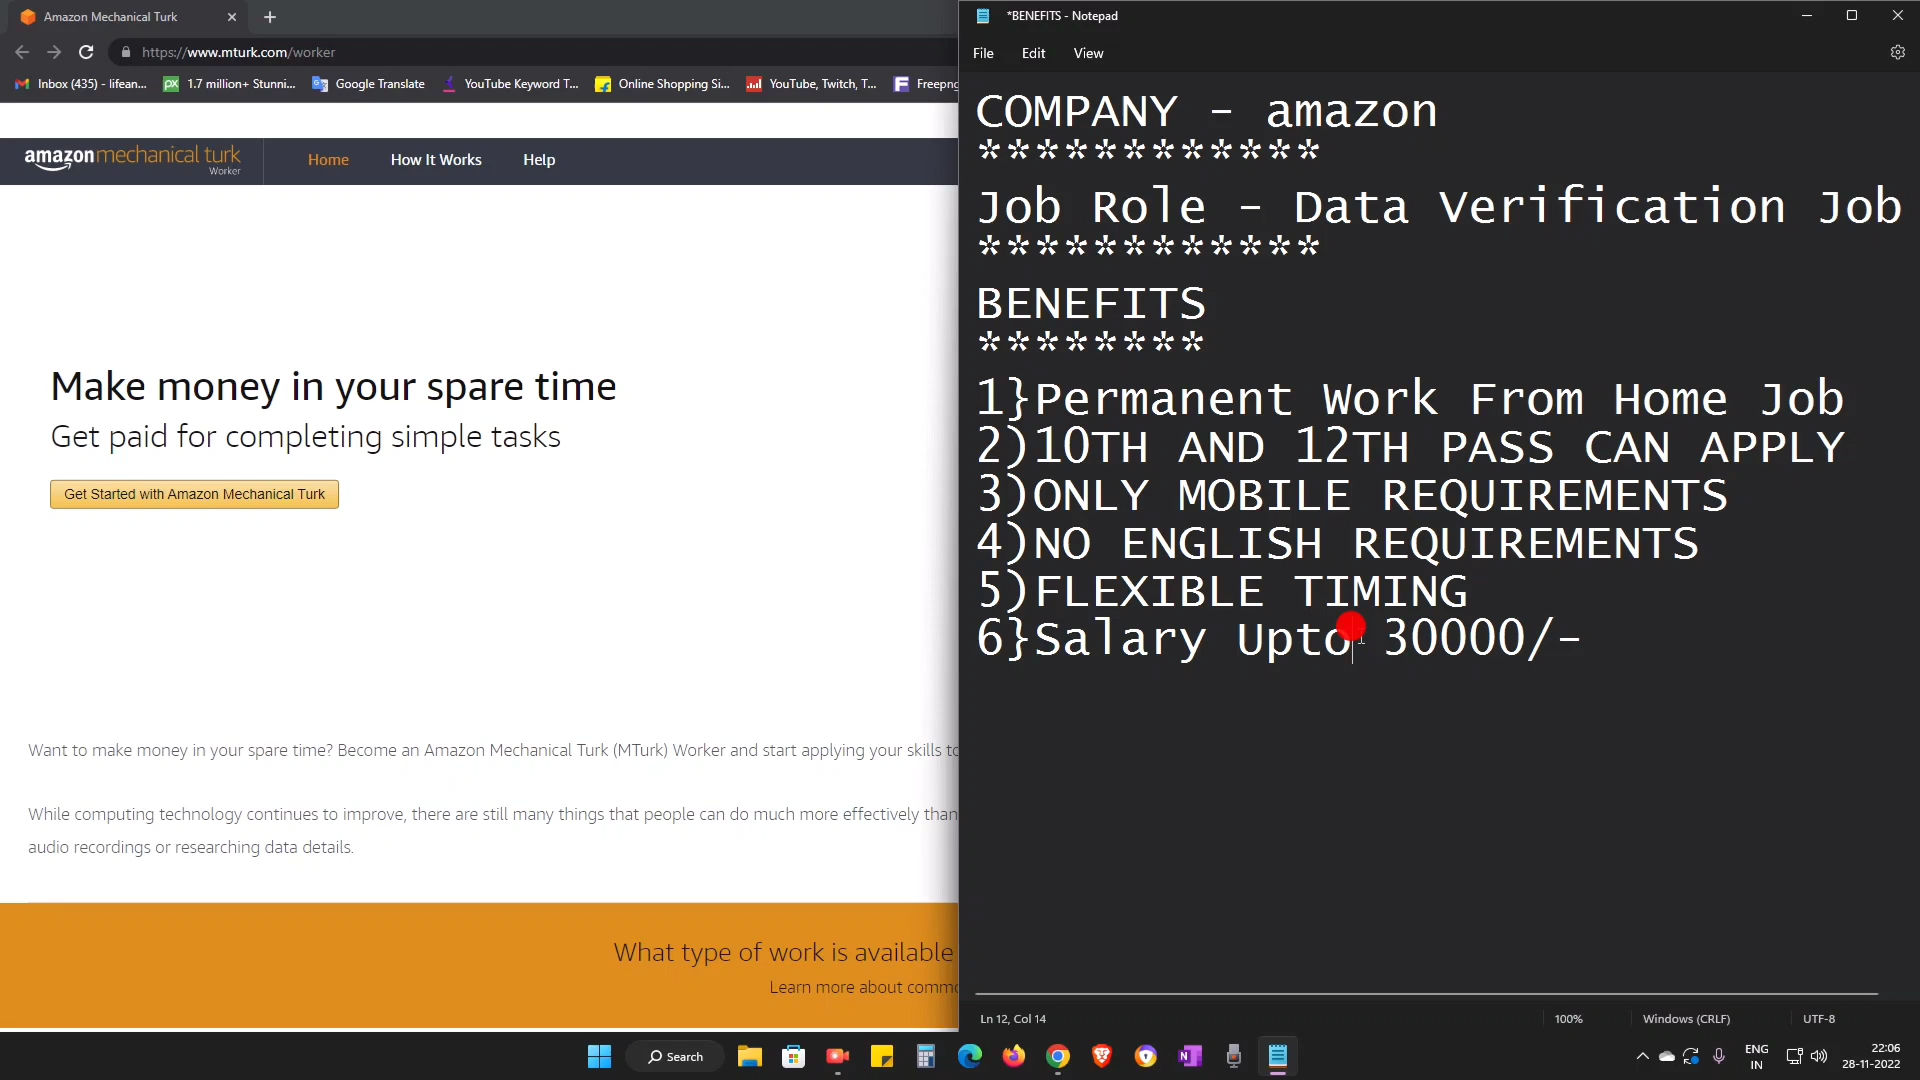 Amazon Mechanical Turk
https://www.mturk.com/worker
Inbox (435) - lifean...
1.7 million+ Stunni...
Google Translate
YouTube Keyword T...
Online Shopping Si...
YouTube, Twitch, T...
Freepng
amazon mechanical turk
Worker
Home
How It Works
Help
Make money in your spare time
Get paid for completing simple tasks
Get Started with Amazon Mechanical Turk
Want to make money in your spare time? Become an Amazon Mechanical Turk (MTurk) Worker and start applying your skills to
While computing technology continues to improve, there are still many things that people can do much more effectively than
audio recordings or researching data details.
What type of work is available
Learn more about commo
*BENEFITS - Notepad
File
Edit
View
COMPANY - amazon
************
Job Role - Data Verification Job
************
BENEFITS
********
1}Permanent Work From Home Job
2)10TH AND 12TH PASS CAN APPLY
3)ONLY MOBILE REQUIREMENTS
4)NO ENGLISH REQUIREMENTS
5)FLEXIBLE TIMING
6}Salary Upto 30000/-
Ln 12, Col 14
100%
Windows (CRLF)
UTF-8
Search
ENG
IN
22:06
28-11-2022